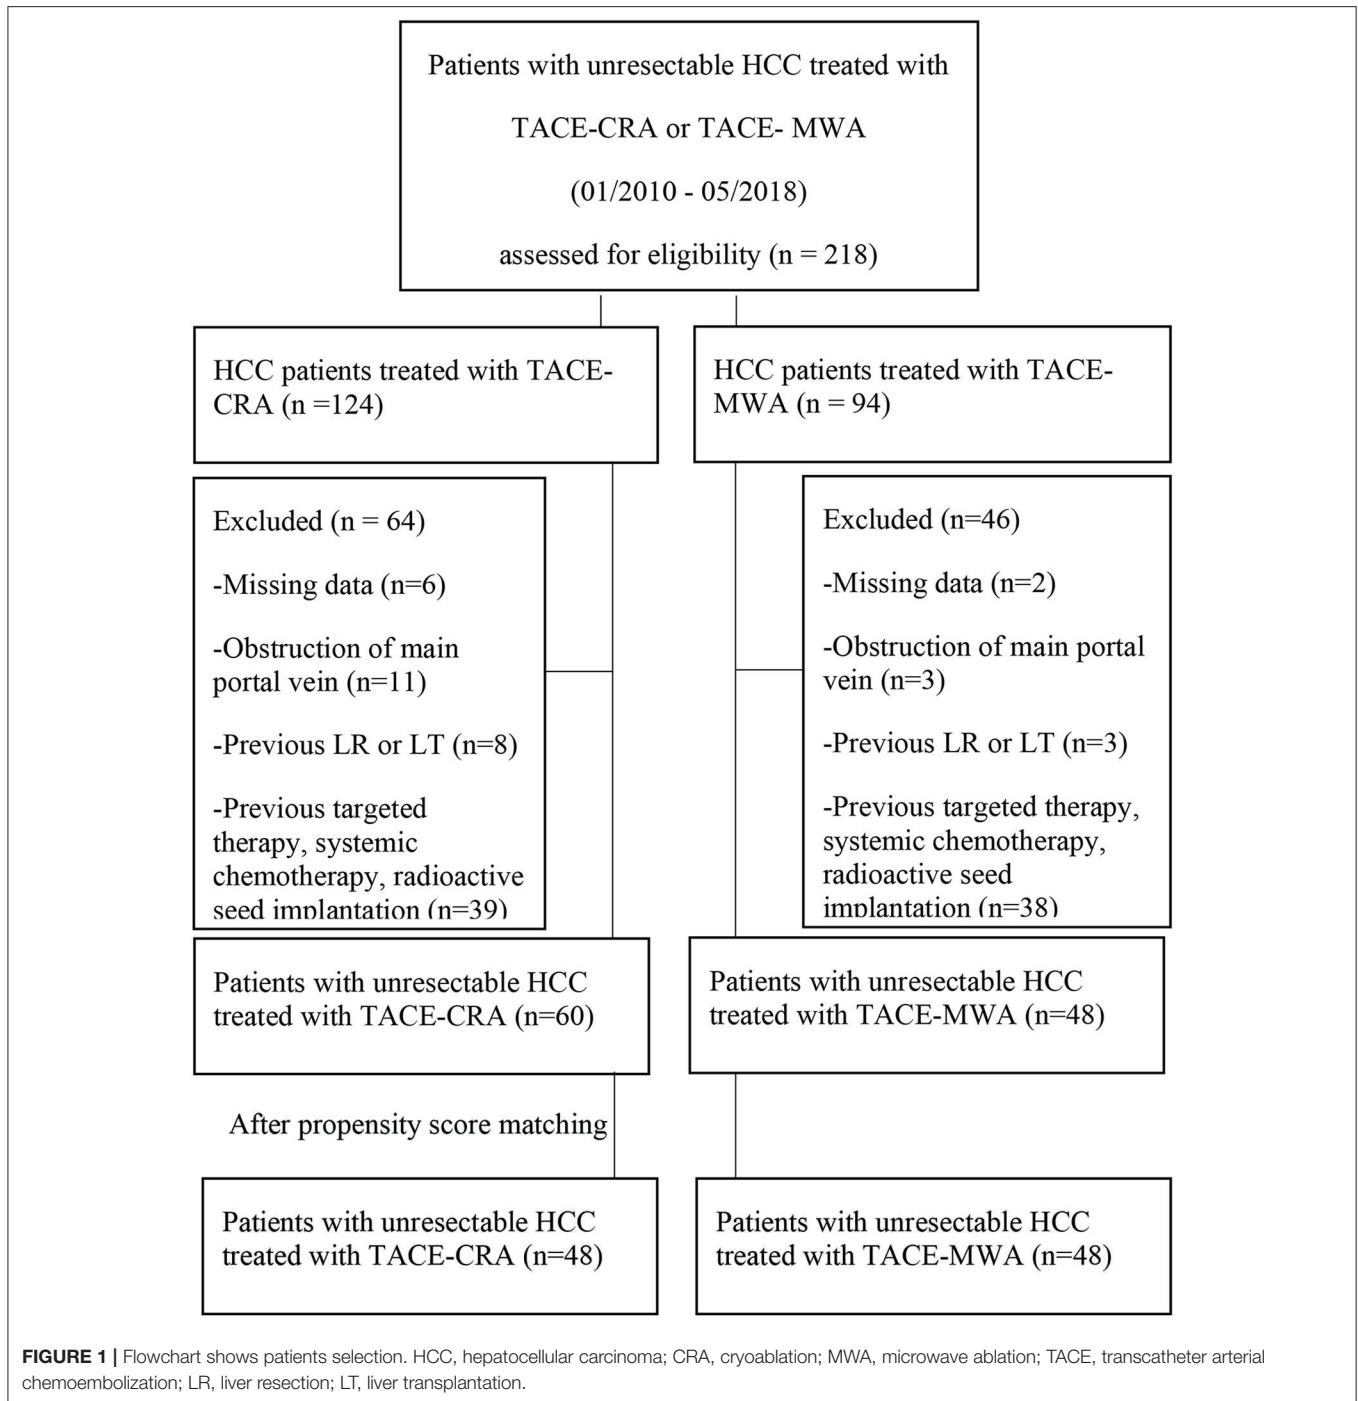 Patients with unresectable HCC treated with
TACE-CRA or TACE- MWA
(01/2010 - 05/2018)
assessed for eligibility (n = 218)
HCC patients treated with TACE-
CRA (n =124)
HCC patients treated with TACE-
MWA (n = 94)
Excluded (n = 64)
-Missing data (n=6)
-Obstruction of main
portal vein (n=11)
-Previous LR or LT (n=8)
-Previous targeted
therapy, systemic
chemotherapy, radioactive
seed implantation (n=39)
Excluded (n=46)
-Missing data (n=2)
-Obstruction of main portal
vein (n=3)
-Previous LR or LT (n=3)
-Previous targeted therapy,
systemic chemotherapy,
radioactive seed
implantation (n=38)
Patients with unresectable HCC
treated with TACE-CRA (n=60)
Patients with unresectable HCC
treated with TACE-MWA (n=48)
After propensity score matching
Patients with unresectable HCC
treated with TACE-CRA (n=48)
Patients with unresectable HCC
treated with TACE-MWA (n=48)
FIGURE 1 | Flowchart shows patients selection. HCC, hepatocellular carcinoma; CRA, cryoablation; MWA, microwave ablation; TACE, transcatheter arterial
chemoembolization; LR, liver resection; LT, liver transplantation.